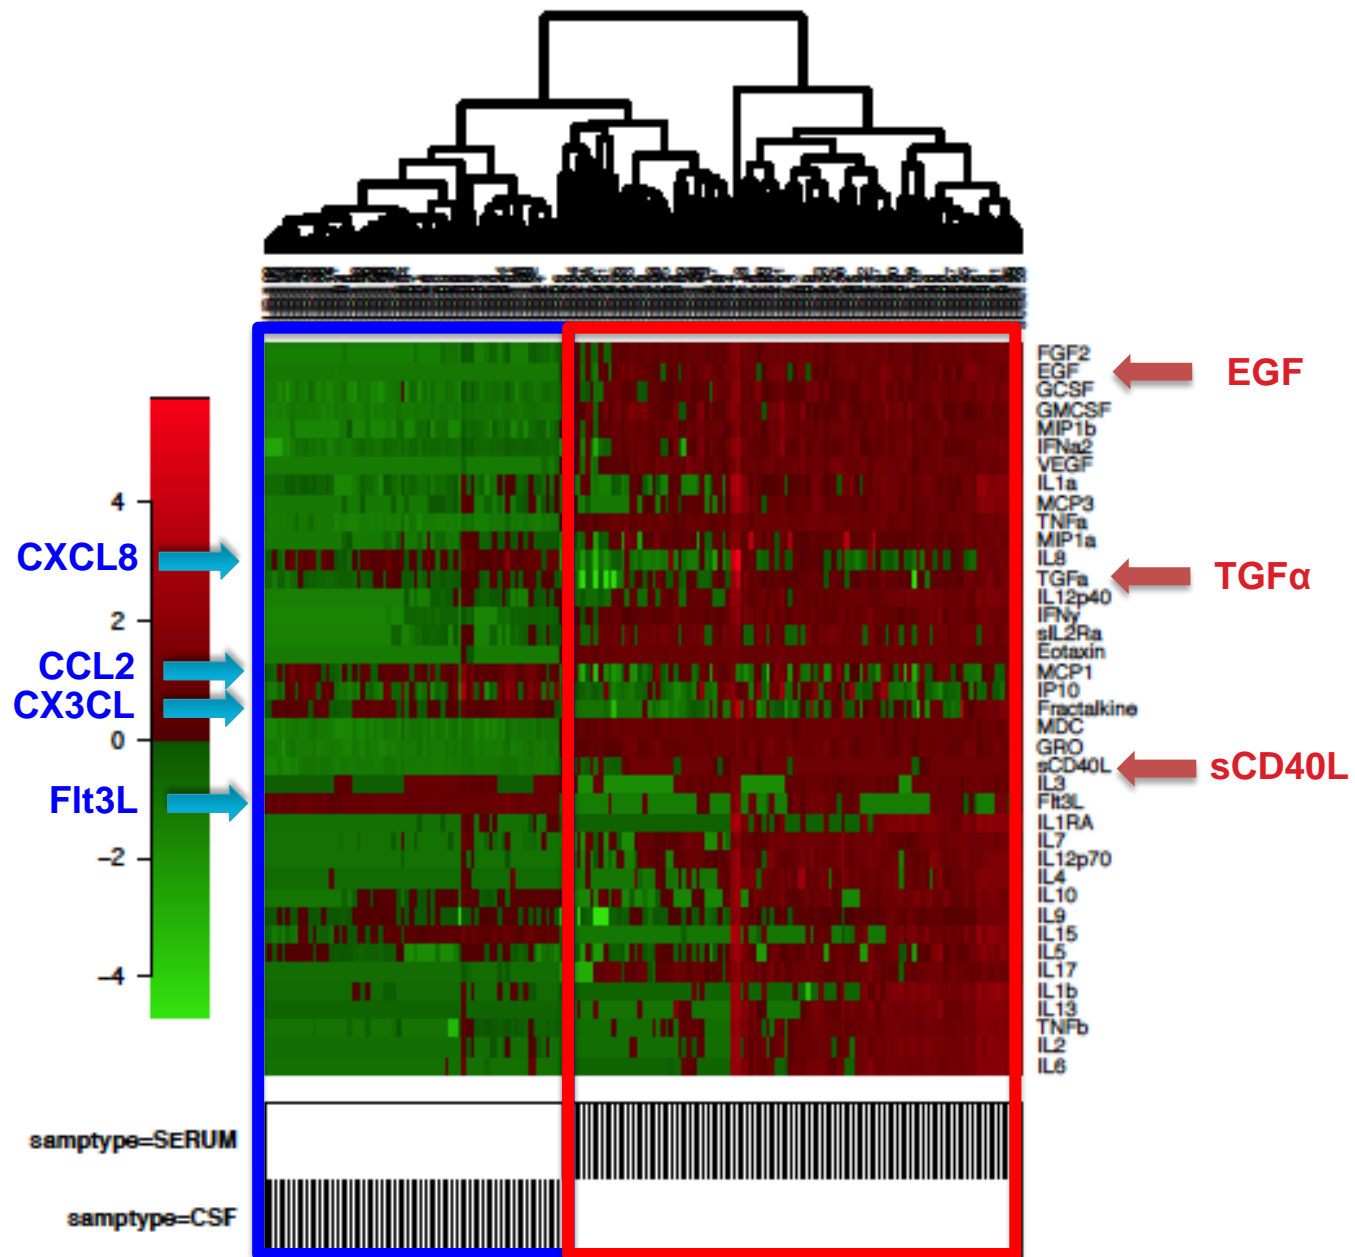 FGF2
EGF
GCSF
GMCSF
MIP1b
IFNa2
VEGF
IL1a
MCP3
TNFa
MIP1a
IL8
TGFa
IL12p40
IFNy
sIL2Ra
Eotaxin
MCP1
IP10
Fractalkine
MDC
GRO
sCD40L
IL3
Flt3L
IL1RA
IL7
IL12p70
IL4
IL10
IL9
IL15
IL5
IL17
IL1b
IL13
TNFb
IL2
IL6
EGF
TGFα
sCD40L
4
2
0
−2
−4
CXCL8
CCL2
CX3CL
Flt3L
samptype=SERUM
samptype=CSF